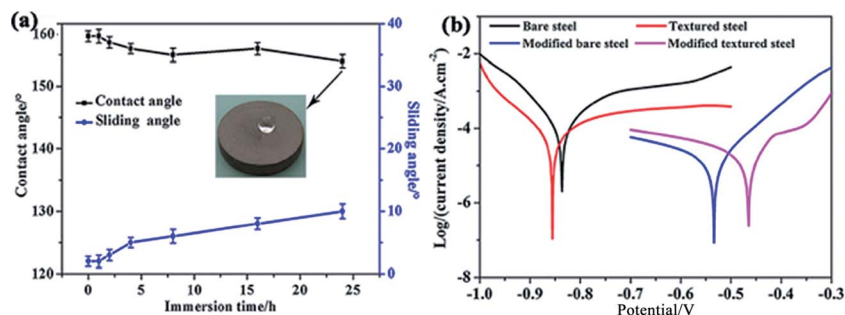 (a)
160
150
140
130
120
Contact angle/°
Contact angle
Sliding angle
40
30
20
10
0
Sliding angle/°
0 5 10 15 20 25
Immersion time/h
(b)
Bare steel Textured steel
Modified bare steel Modified textured steel
-2
-4
-6
-8
Log/(current density/A.cm⁻²)
-1.0 -0.9 -0.8 -0.7 -0.6 -0.5 -0.4 -0.3
Potential/V